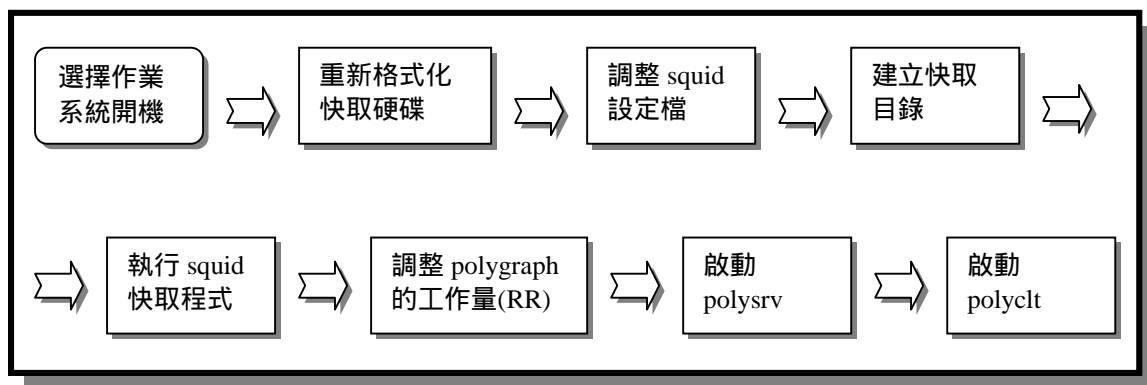 選擇作業
系統開機
重新格式化
快取硬碟
調整 squid
設定檔
建立快取
目錄
執行 squid
快取程式
調整 polygraph
的工作量(RR)
啟動
polysrv
啟動
polyclt